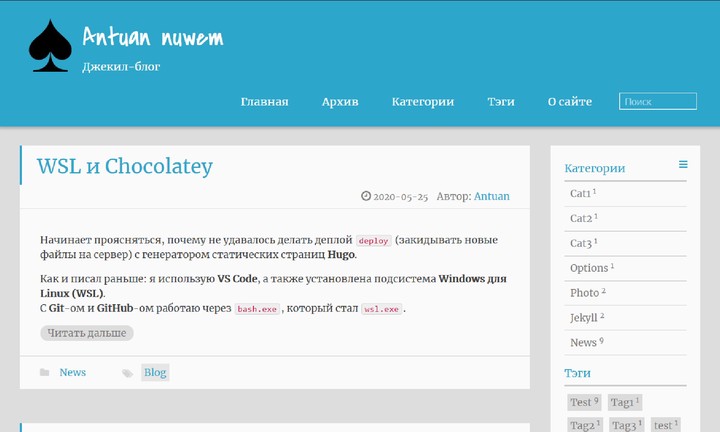 Antuan nuwem
Джекил-блог
Главная Архив Категории Тэги О сайте Поиск
WSL и Chocolatey
2020-05-25 Автор: Antuan
Начинает проясняться, почему не удавалось делать деплой deploy (закидывать новые
файлы на сервер) с генератором статических страниц Hugo.
Как и писал раньше: я использую VS Code, а также установлена подсистема Windows для
Linux (WSL).
С Git-ом и GitHub-ом работаю через bash.exe, который стал wsl.exe.
Читать дальше
News Blog
Категории
Cat1 1
Cat2 1
Cat3 1
Options 1
Photo 2
Jekyll 2
News 9
Тэги
Test 9 Tag1 1
Tag2 1 Tag3 1 test 1